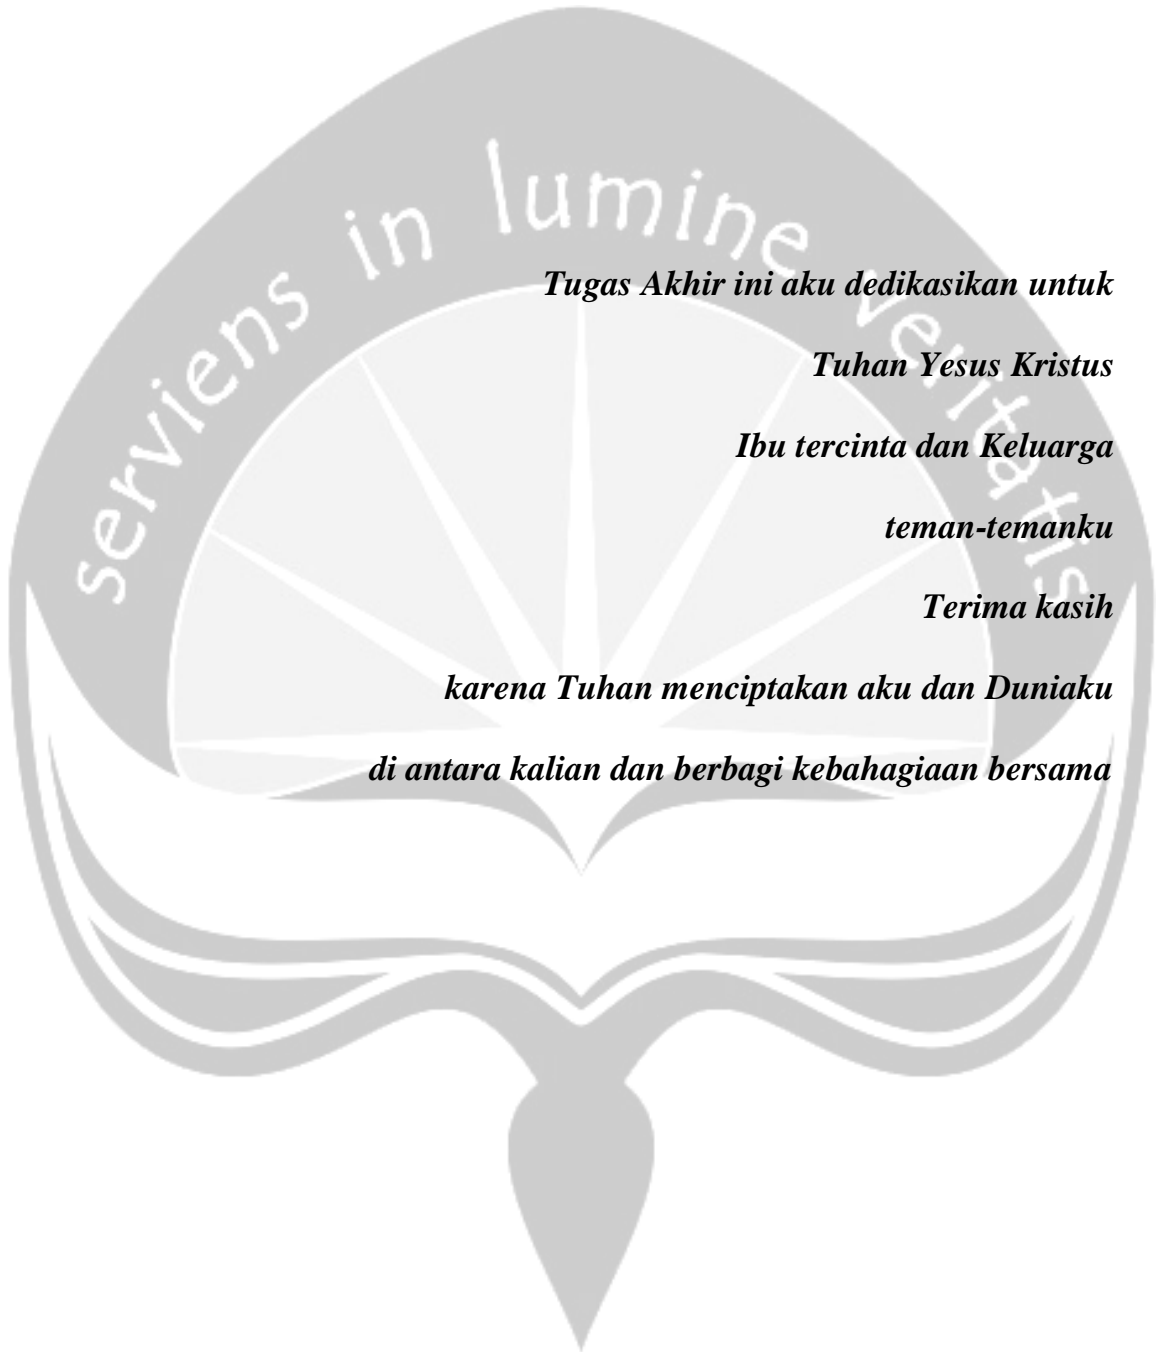 serviens in lumine veritatis
Tugas Akhir ini aku dedikasikan untuk
Tuhan Yesus Kristus
Ibu tercinta dan Keluarga
teman-temanku
Terima kasih
karena Tuhan menciptakan aku dan Duniaku
di antara kalian dan berbagi kebahagiaan bersama